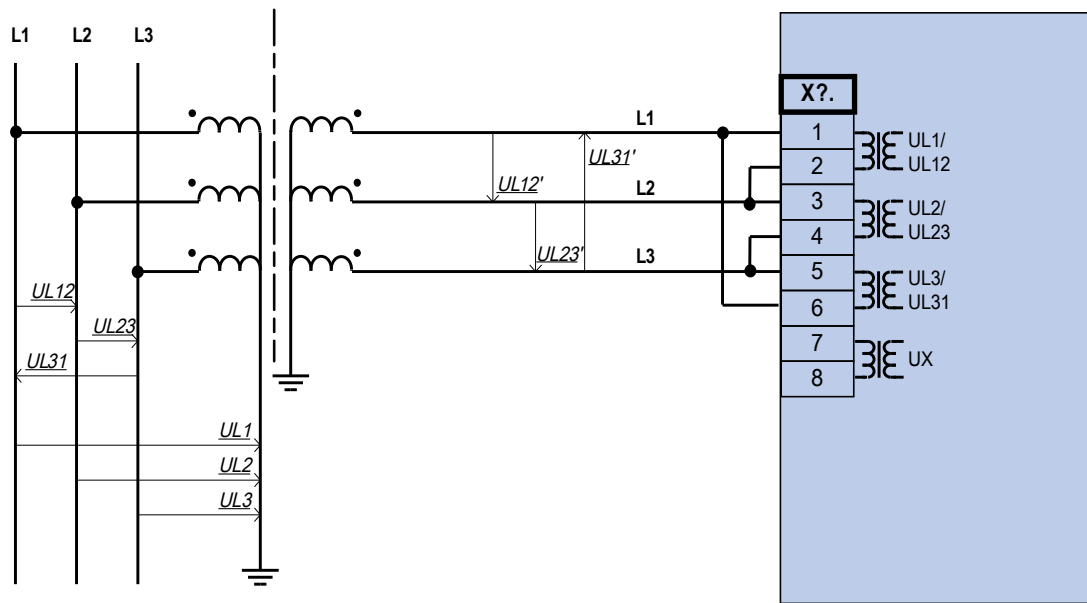 L1 L2 L3
X?.
L1
1
UL1/
UL12
UL31'
2
UL12'
L2
3
UL2/
UL23
4
UL23'
L3
5
UL3/
UL31
UL12
6
UL23
7
UX
UL31
8
UL1
UL2
UL3